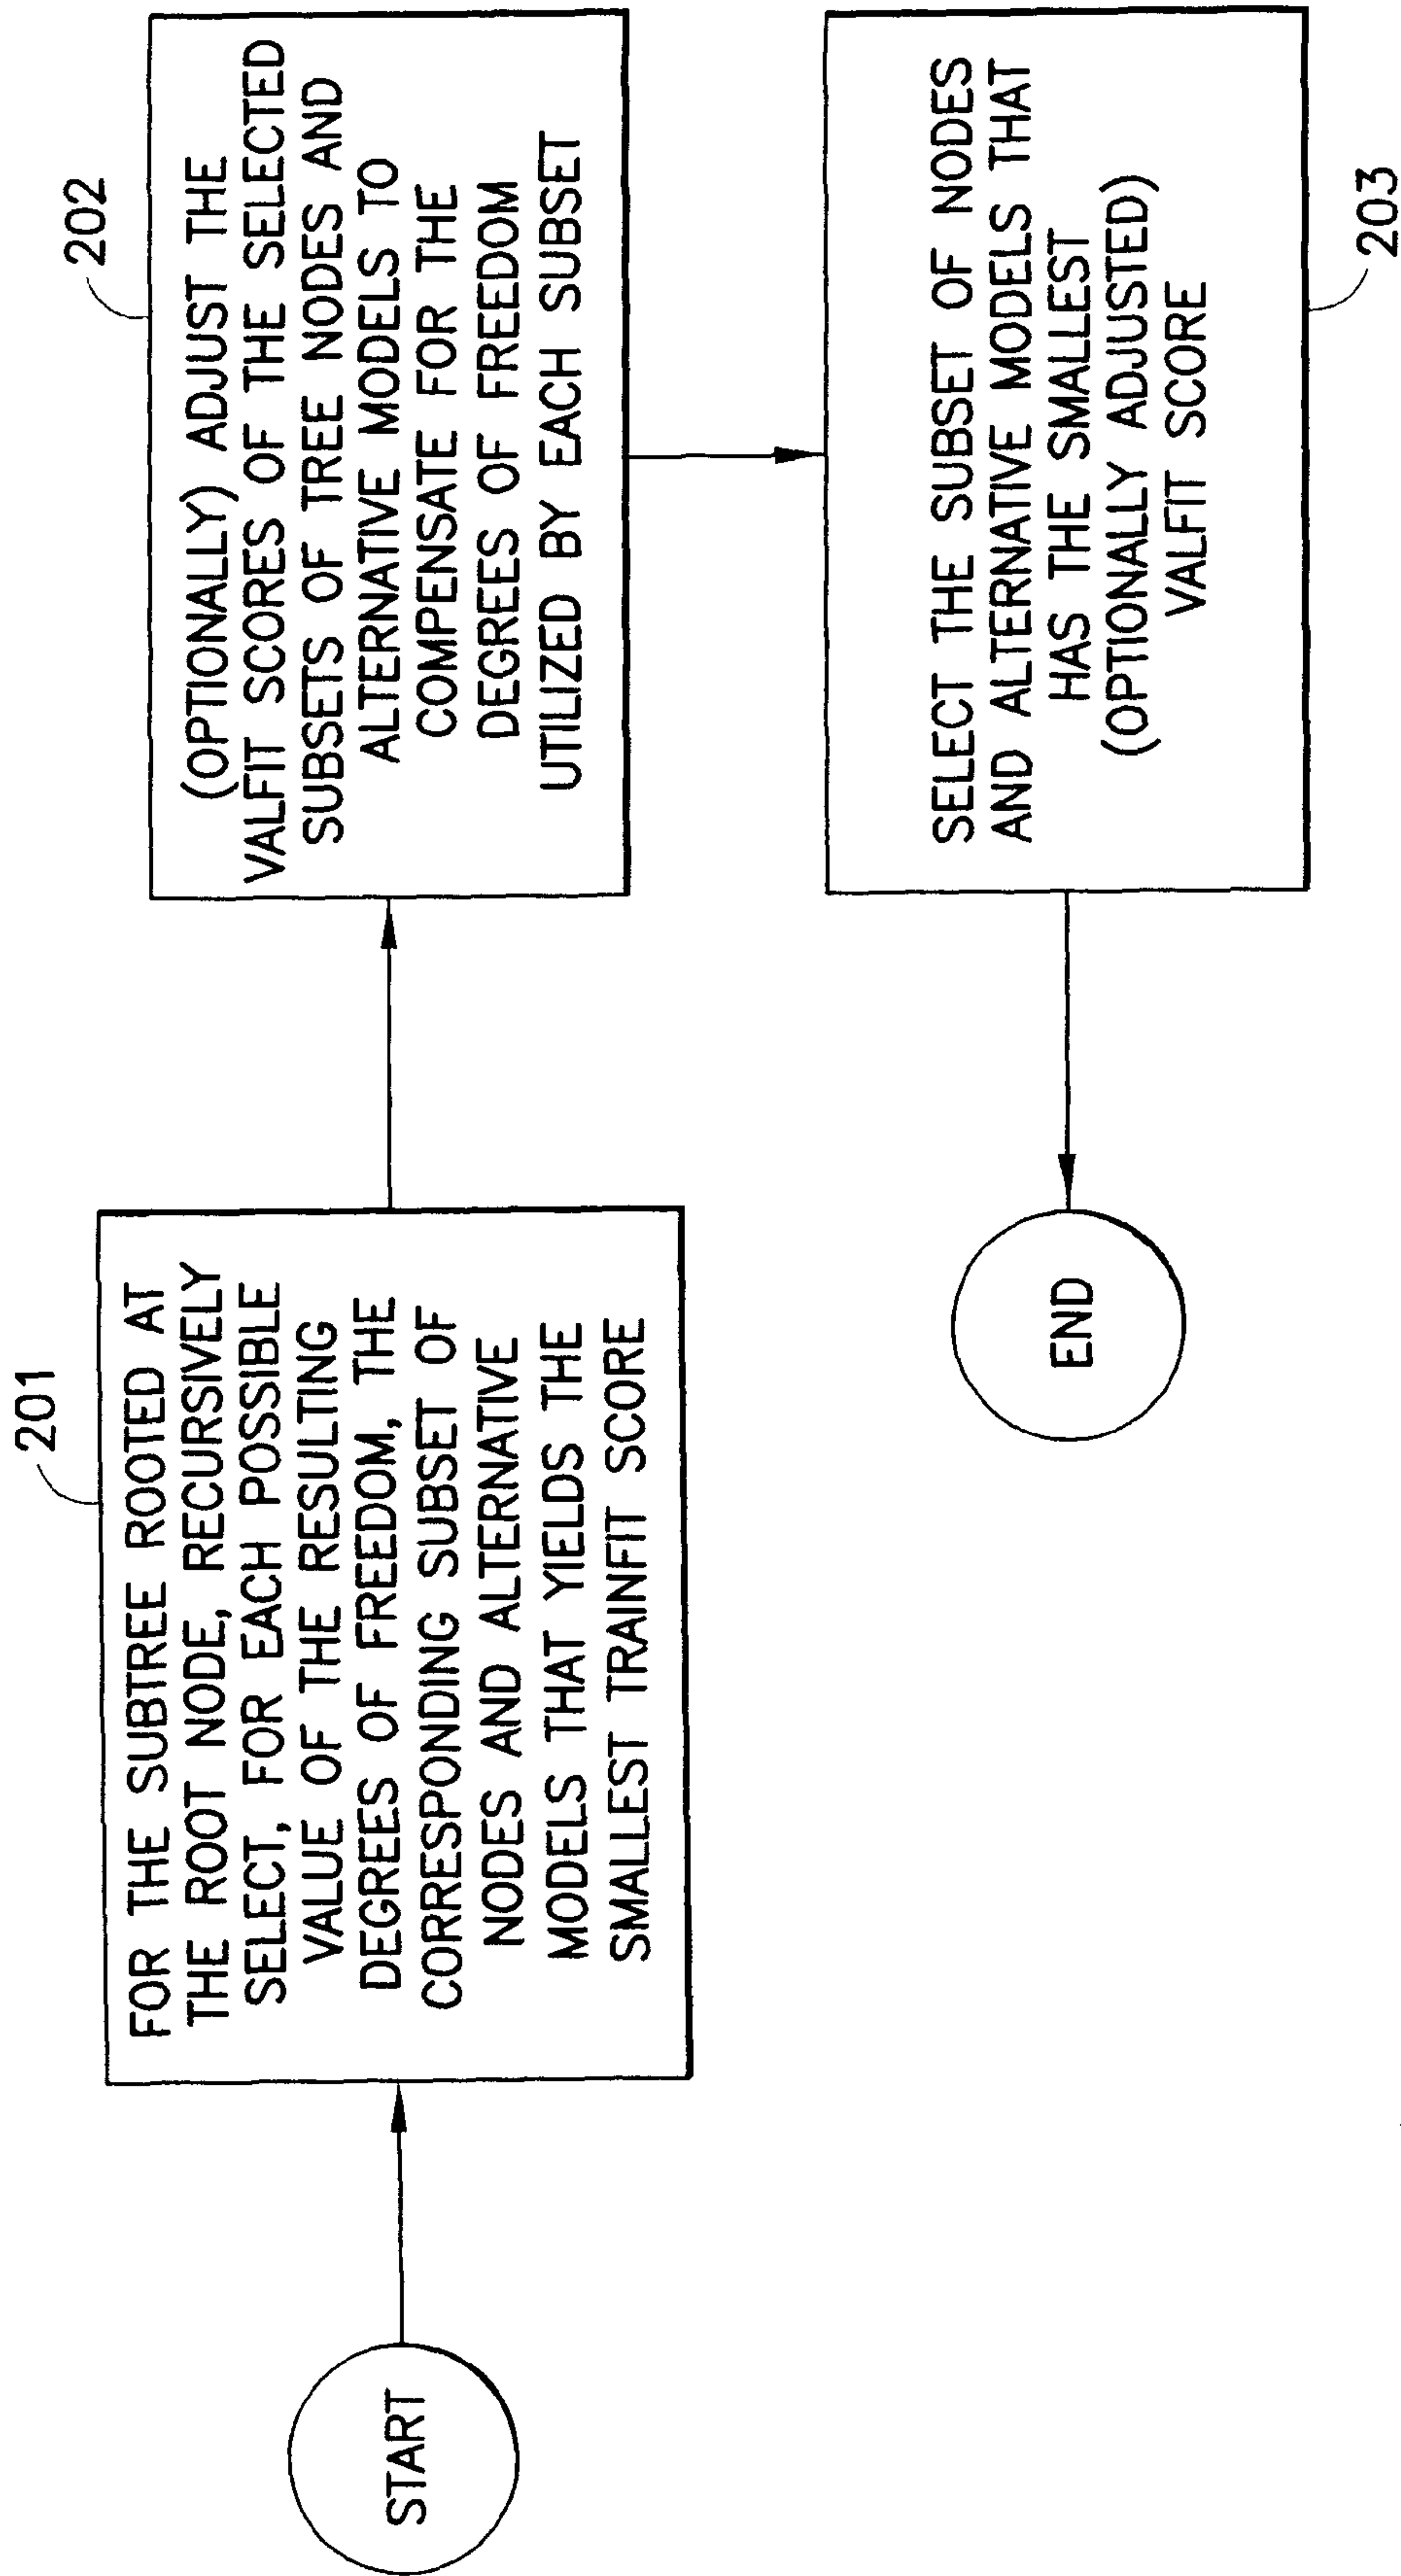 START
201
FOR THE SUBTREE ROOTED AT
THE ROOT NODE, RECURSIVELY
SELECT, FOR EACH POSSIBLE
VALUE OF THE RESULTING
DEGREES OF FREEDOM, THE
CORRESPONDING SUBSET OF
NODES AND ALTERNATIVE
MODELS THAT YIELDS THE
SMALLEST TRAINFIT SCORE
202
(OPTIONALLY) ADJUST THE
VALFIT SCORES OF THE SELECTED
SUBSETS OF TREE NODES AND
ALTERNATIVE MODELS TO
COMPENSATE FOR THE
DEGREES OF FREEDOM
UTILIZED BY EACH SUBSET
SELECT THE SUBSET OF NODES
AND ALTERNATIVE MODELS THAT
HAS THE SMALLEST
(OPTIONALLY ADJUSTED)
VALFIT SCORE
203
END